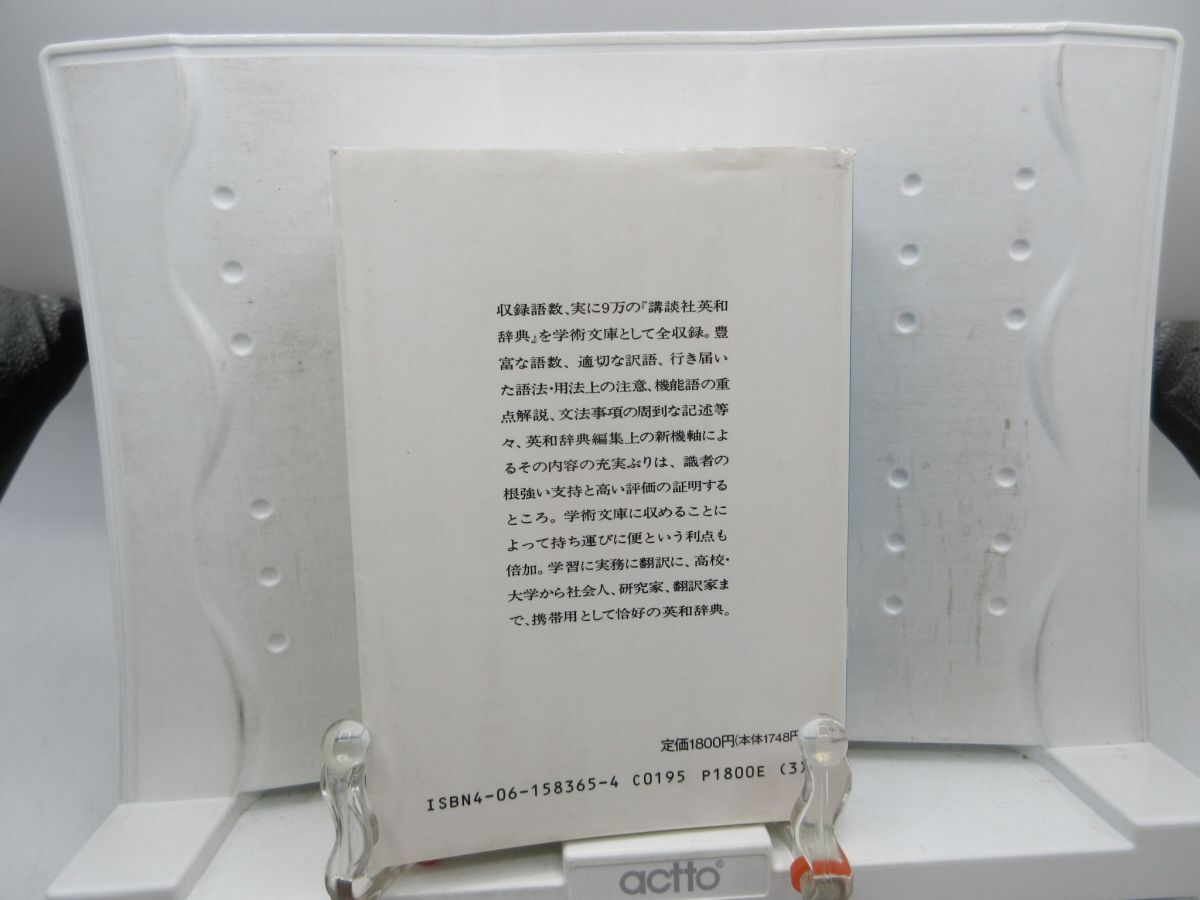 収録語数、実に9万の『講談社英和
辞典』を学術文庫として全収録。豊
富な語数、適切な訳語、行き届い
た語法・用法上の注意、機能語の重
点解説、文法事項の周到な記述等
々、英和辞典編集上の新機軸によ
るその内容の充実ぶりは、識者の
根強い支持と高い評価の証明する
ところ。学術文庫に収めることに
よって持ち運びに便という利点も
倍加。学習に実務に翻訳に、高校・
大学から社会人、研究家、翻訳家ま
で、携帯用として恰好の英和辞典。
定価1800円(本体1748円
ISBN4-06-158365-4 C0195 P1800E (3)
actto®